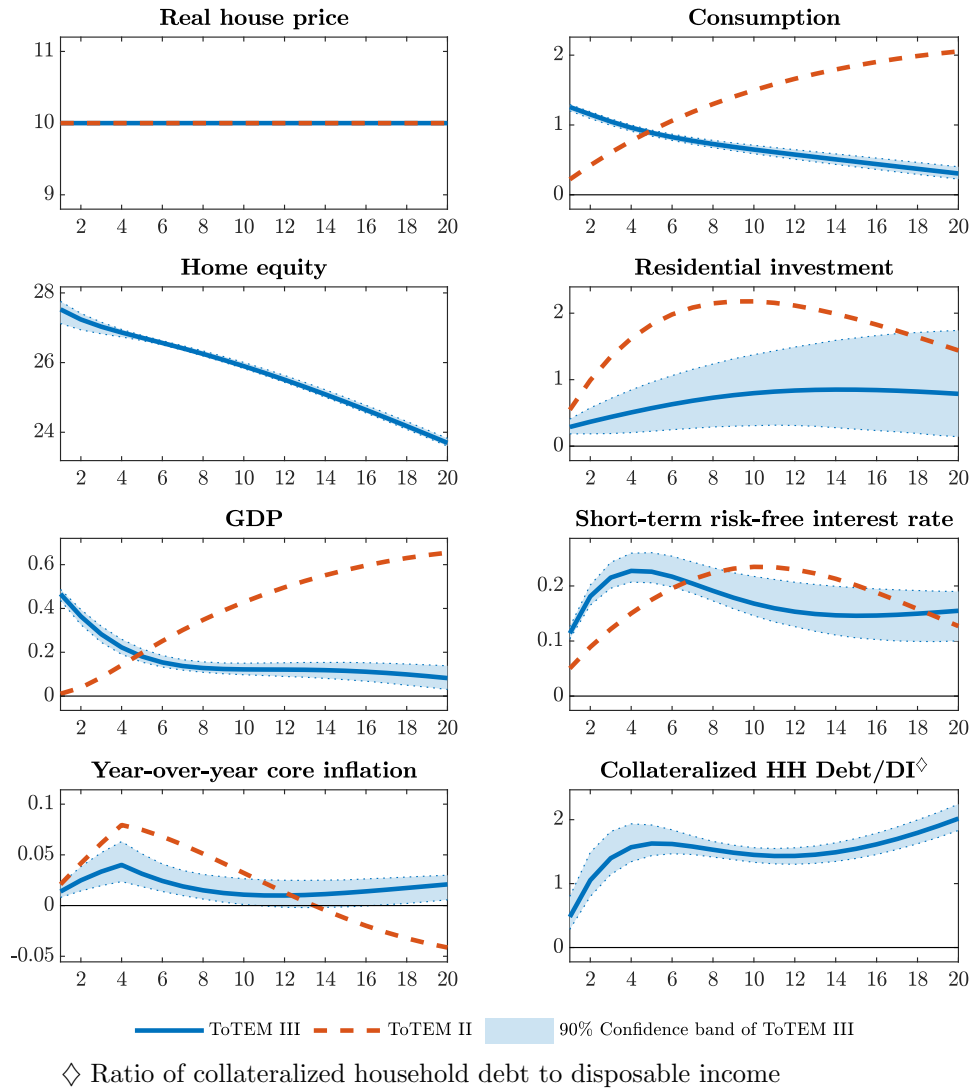 Real house price
11
10
9
2 4 6 8 10 12 14 16 18 20
Consumption
2
1
0
2 4 6 8 10 12 14 16 18 20
Home equity
28
26
24
2 4 6 8 10 12 14 16 18 20
Residential investment
2
1
0
2 4 6 8 10 12 14 16 18 20
GDP
0.6
0.4
0.2
0
2 4 6 8 10 12 14 16 18 20
Short-term risk-free interest rate
0.2
0.1
0
2 4 6 8 10 12 14 16 18 20
Year-over-year core inflation
0.1
0.05
0
-0.05
2 4 6 8 10 12 14 16 18 20
Collateralized HH Debt/DI◊
2
1
0
2 4 6 8 10 12 14 16 18 20
ToTEM III ToTEM II 90% Confidence band of ToTEM III
◊ Ratio of collateralized household debt to disposable income